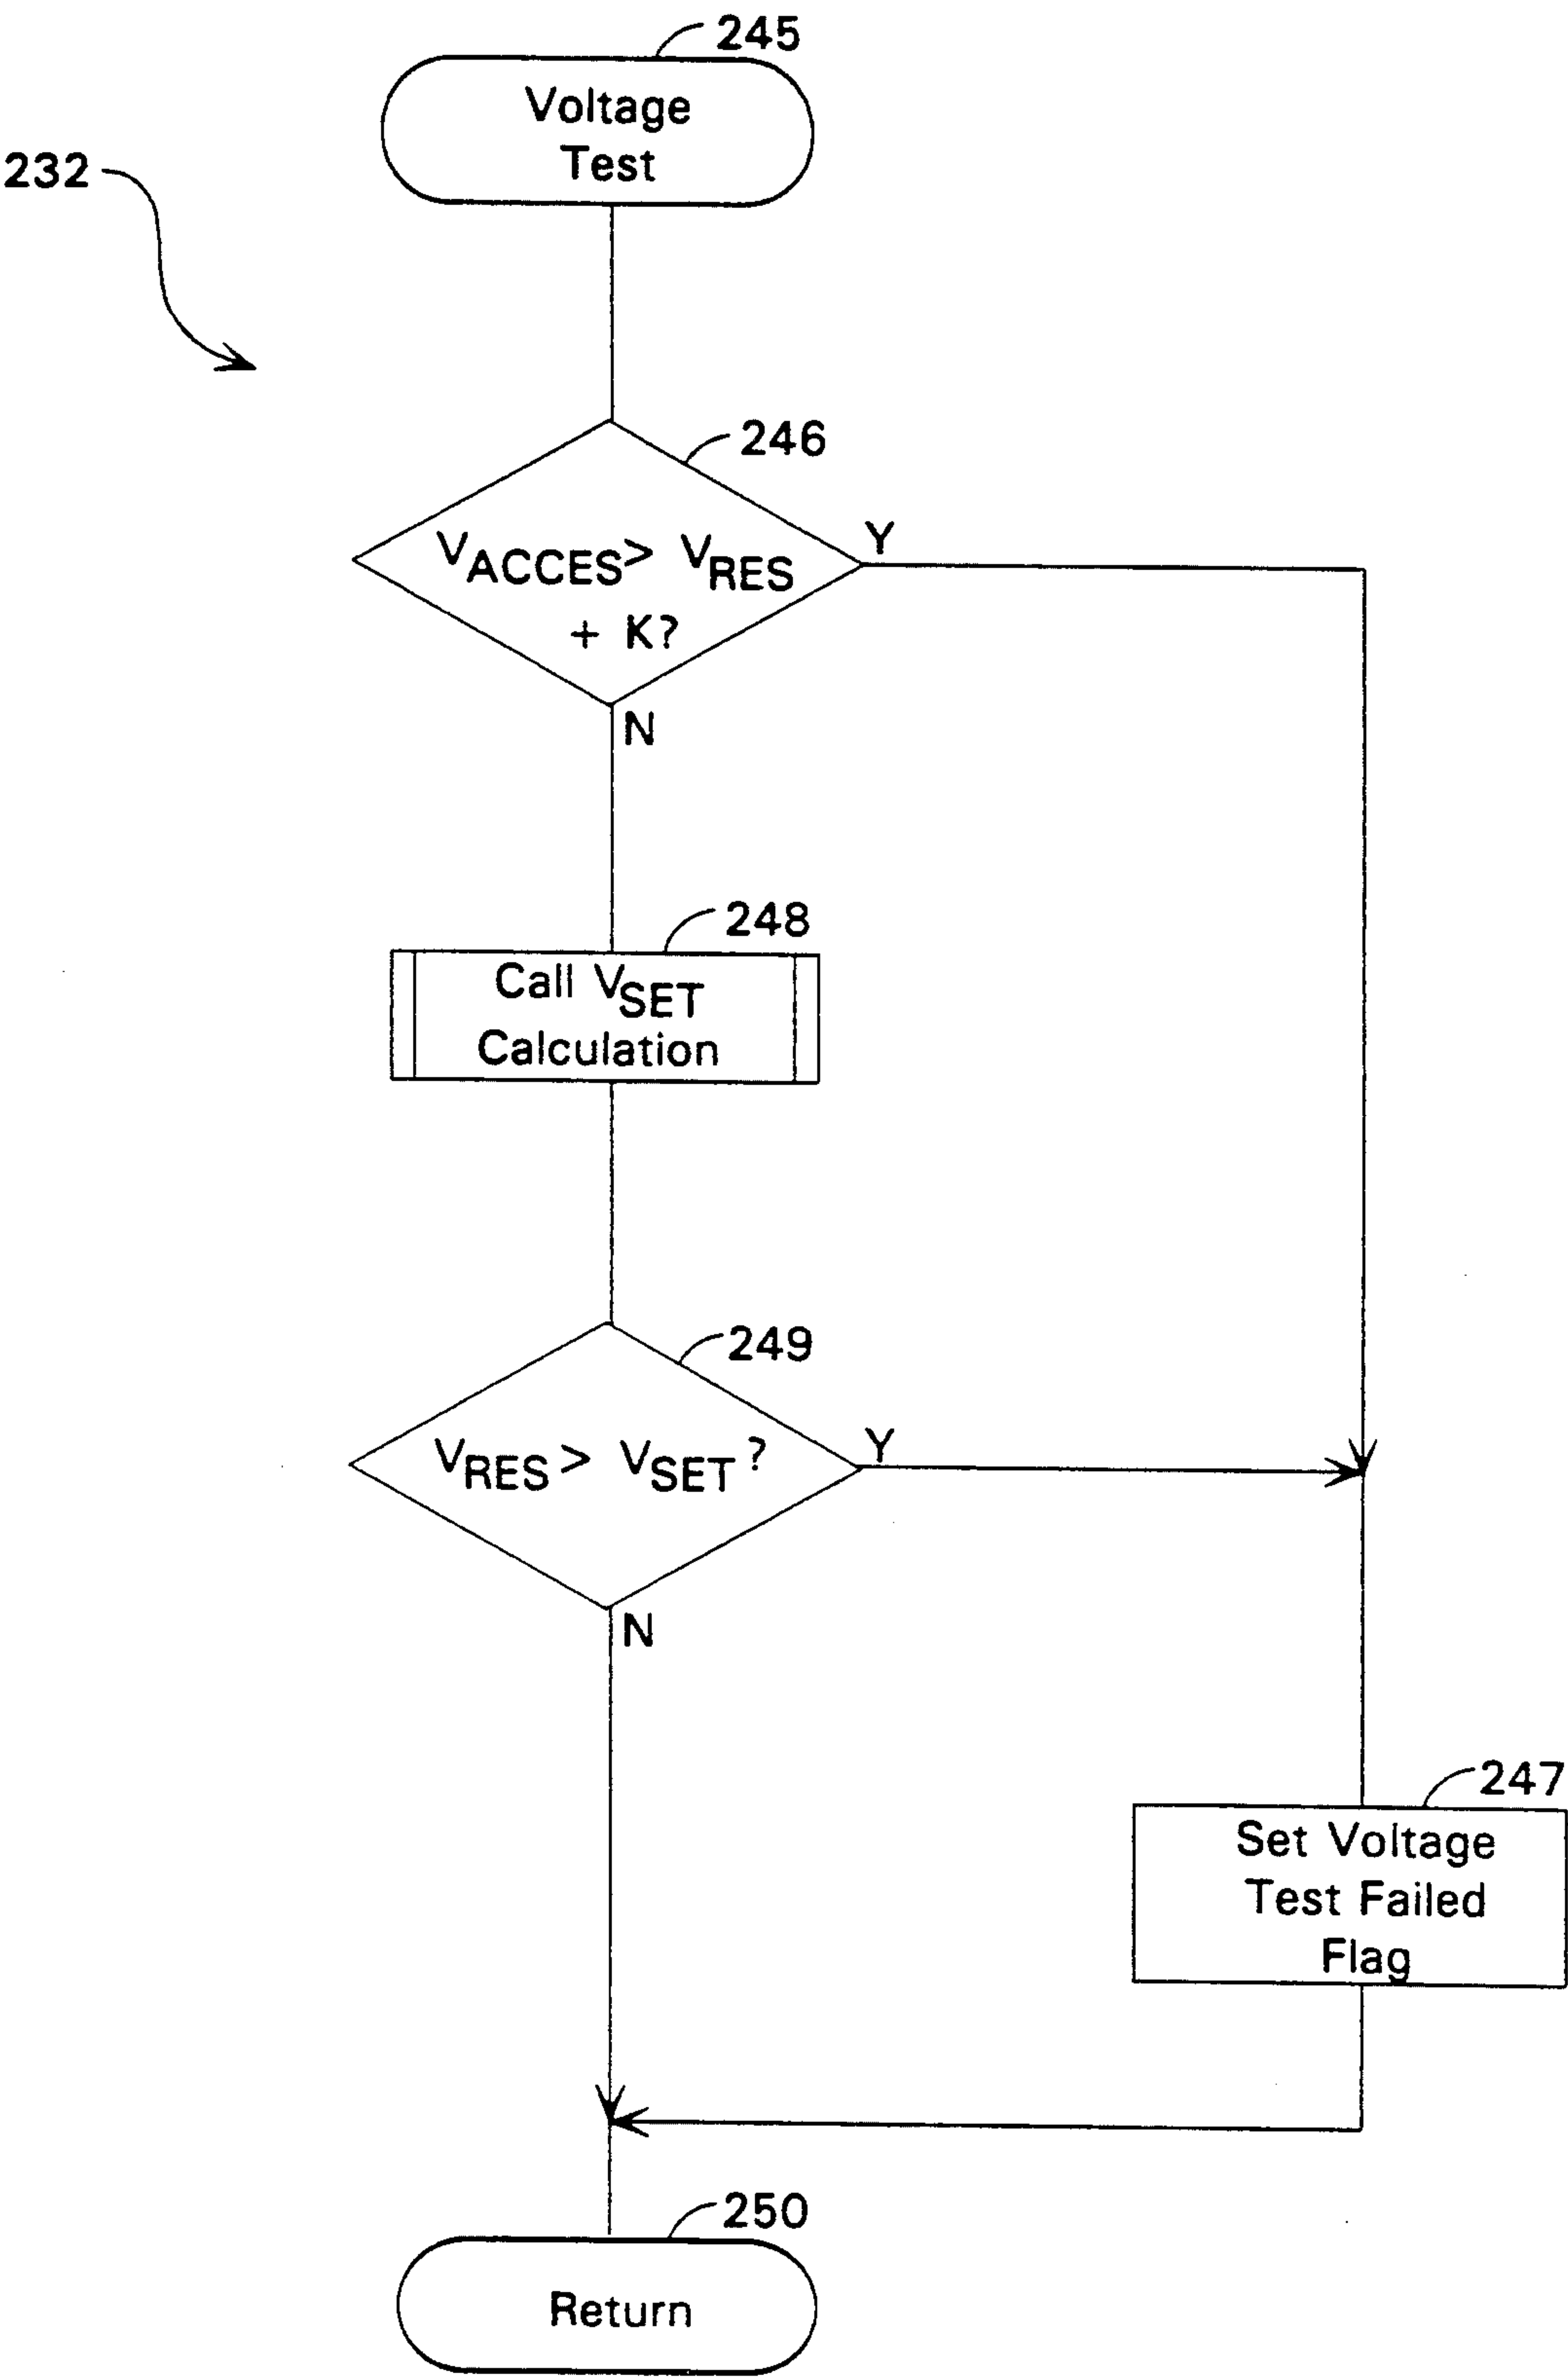 245
Voltage
Test
232
246
VACCES> VRES
+ K?
Y
N
248
Call VSET
Calculation
249
VRES > VSET ?
Y
N
247
Set Voltage
Test Failed
Flag
250
Return